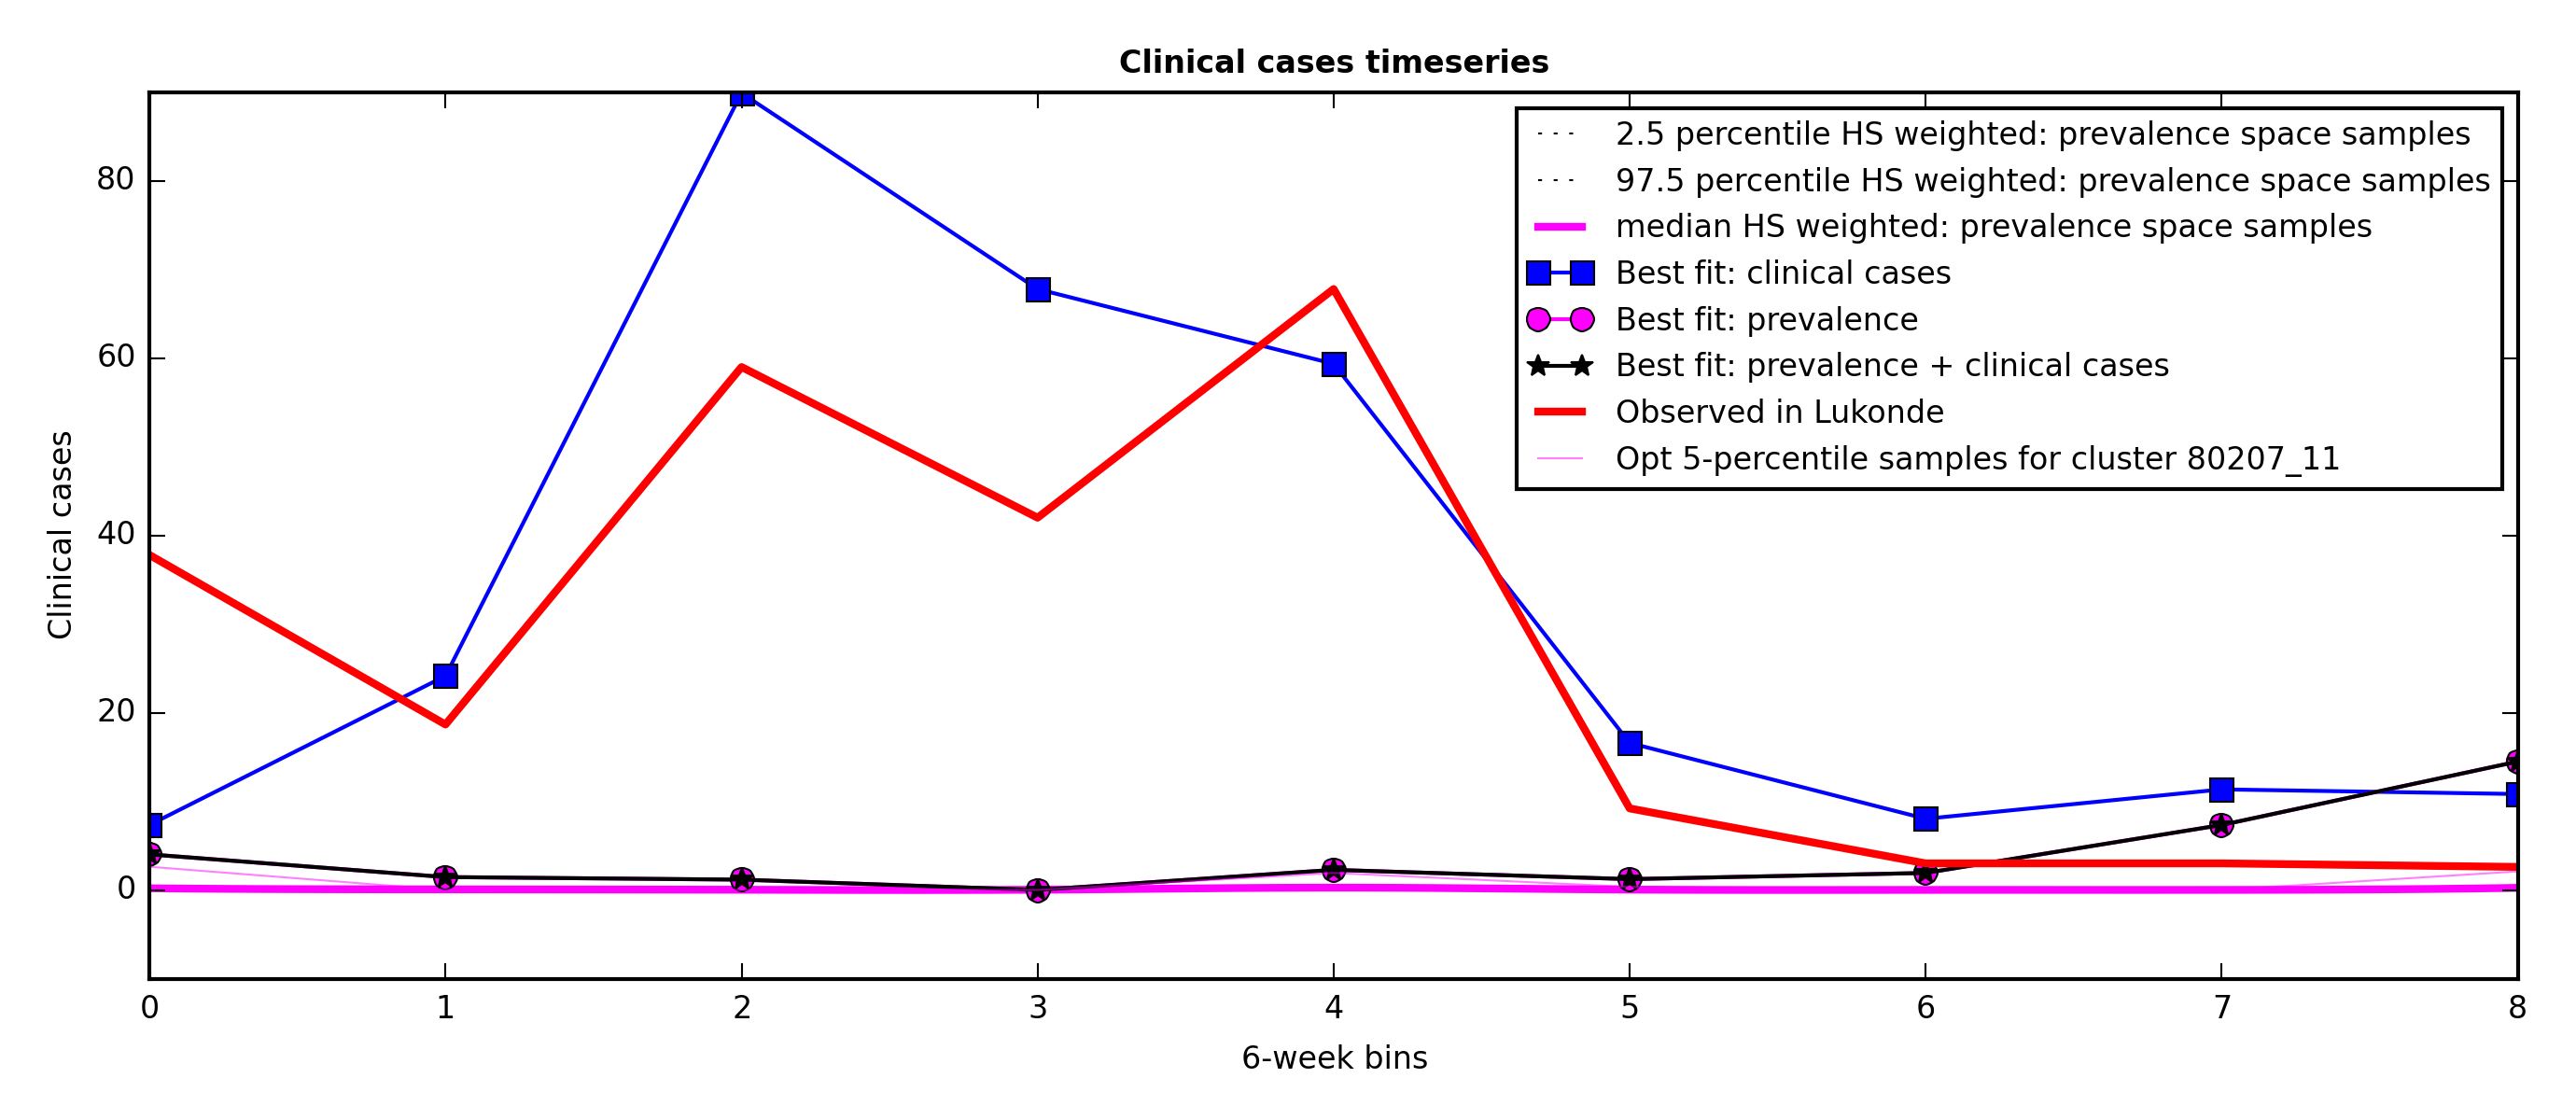 Clinical cases timeseries
2.5 percentile HS weighted: prevalence space samples
97.5 percentile HS weighted: prevalence space samples
median HS weighted: prevalence space samples
Best fit: clinical cases
Best fit: prevalence
Best fit: prevalence + clinical cases
Observed in Lukonde
Opt 5-percentile samples for cluster 80207_11
Clinical cases
80
60
40
20
0
0 1 2 3 4 5 6 7 8
6-week bins